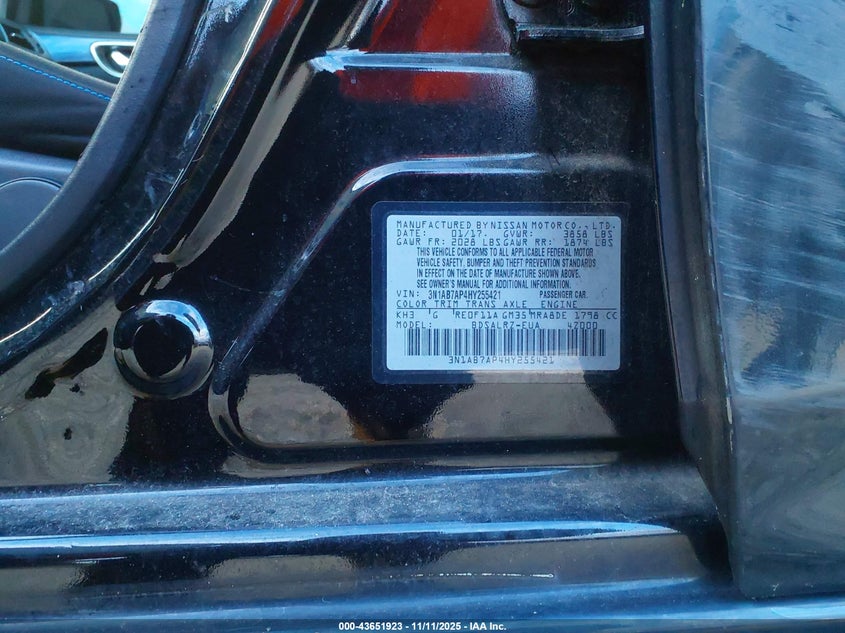 MANUFACTURED BY NISSAN MOTOR CO., LTD.
DATE: 01/17. GVWR: 3858 LBS
GAWR FR: 2028 LBS GAWR RR: 1874 LBS
THIS VEHICLE CONFORMS TO ALL APPLICABLE FEDERAL MOTOR
VEHICLE SAFETY, BUMPER AND THEFT PREVENTION STANDARDS
IN EFFECT ON THE DATE OF MANUFACTURE SHOWN ABOVE.
SEE OWNER'S MANUAL FOR ADDITIONAL INFORMATION.
VIN: 3N1AB7AP4HY255421 PASSENGER CAR.
COLOR TRIM TRANS AXLE ENGINE
KH3 G RE0F11A GM35 MRA8DE 1798 CC
MODEL: BDSALRZ-EUA 42000
3N1AB7AP4HY255421
000-43651923 - 11/11/2025 - IAA Inc.